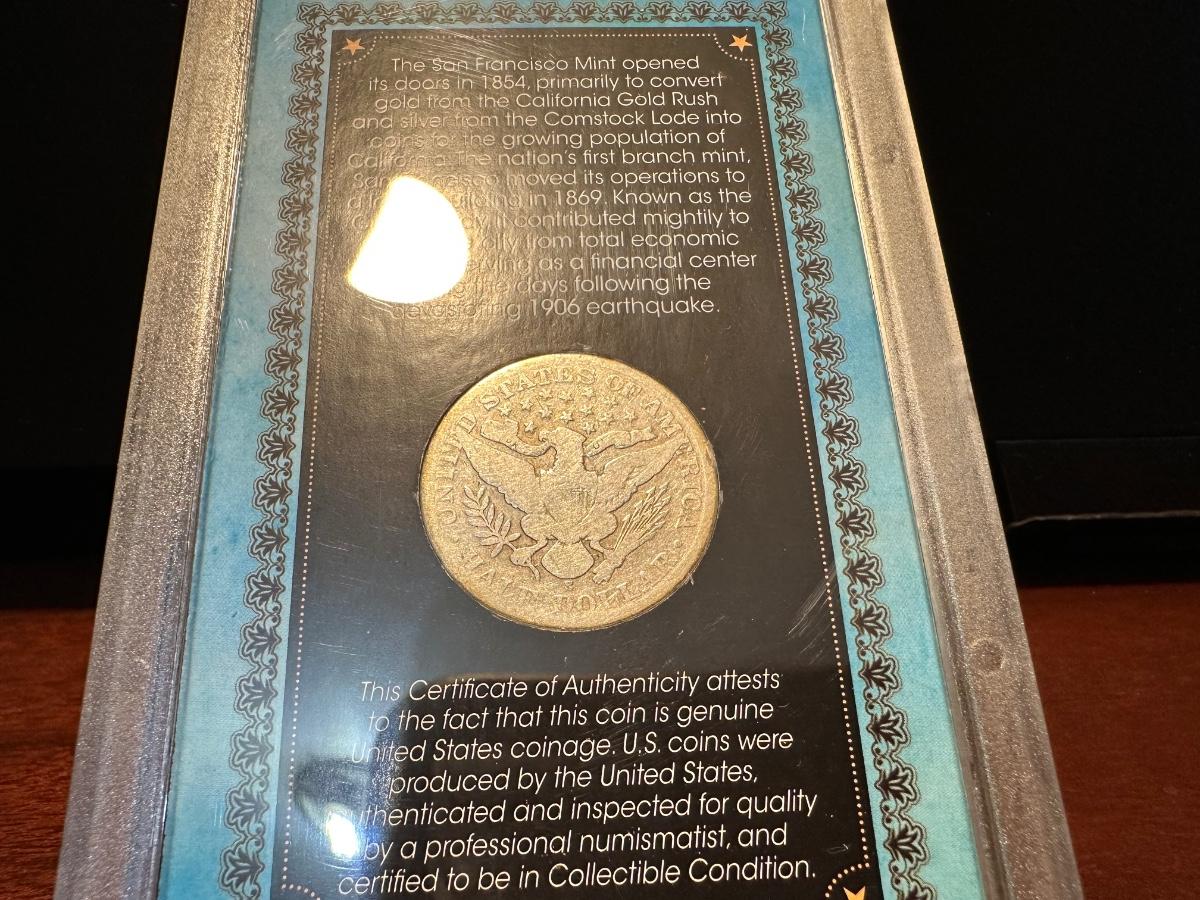 The San Francisco Mint opened
its doors in 1854, primarily to convert
gold from the California Gold Rush
and silver from the Comstock Lode into
coins for the growing population of
California. The nation's first branch mint,
San Francisco moved its operations to
building in 1869. Known as the
it contributed mightily to
city from total economic
as a financial center
days following the
devastating 1906 earthquake.
UNITED STATES OF AMERICA
HALF DOLLAR
This Certificate of Authenticity attests
to the fact that this coin is genuine
United States coinage. U.S. coins were
produced by the United States,
authenticated and inspected for quality
by a professional numismatist, and
certified to be in Collectible Condition.